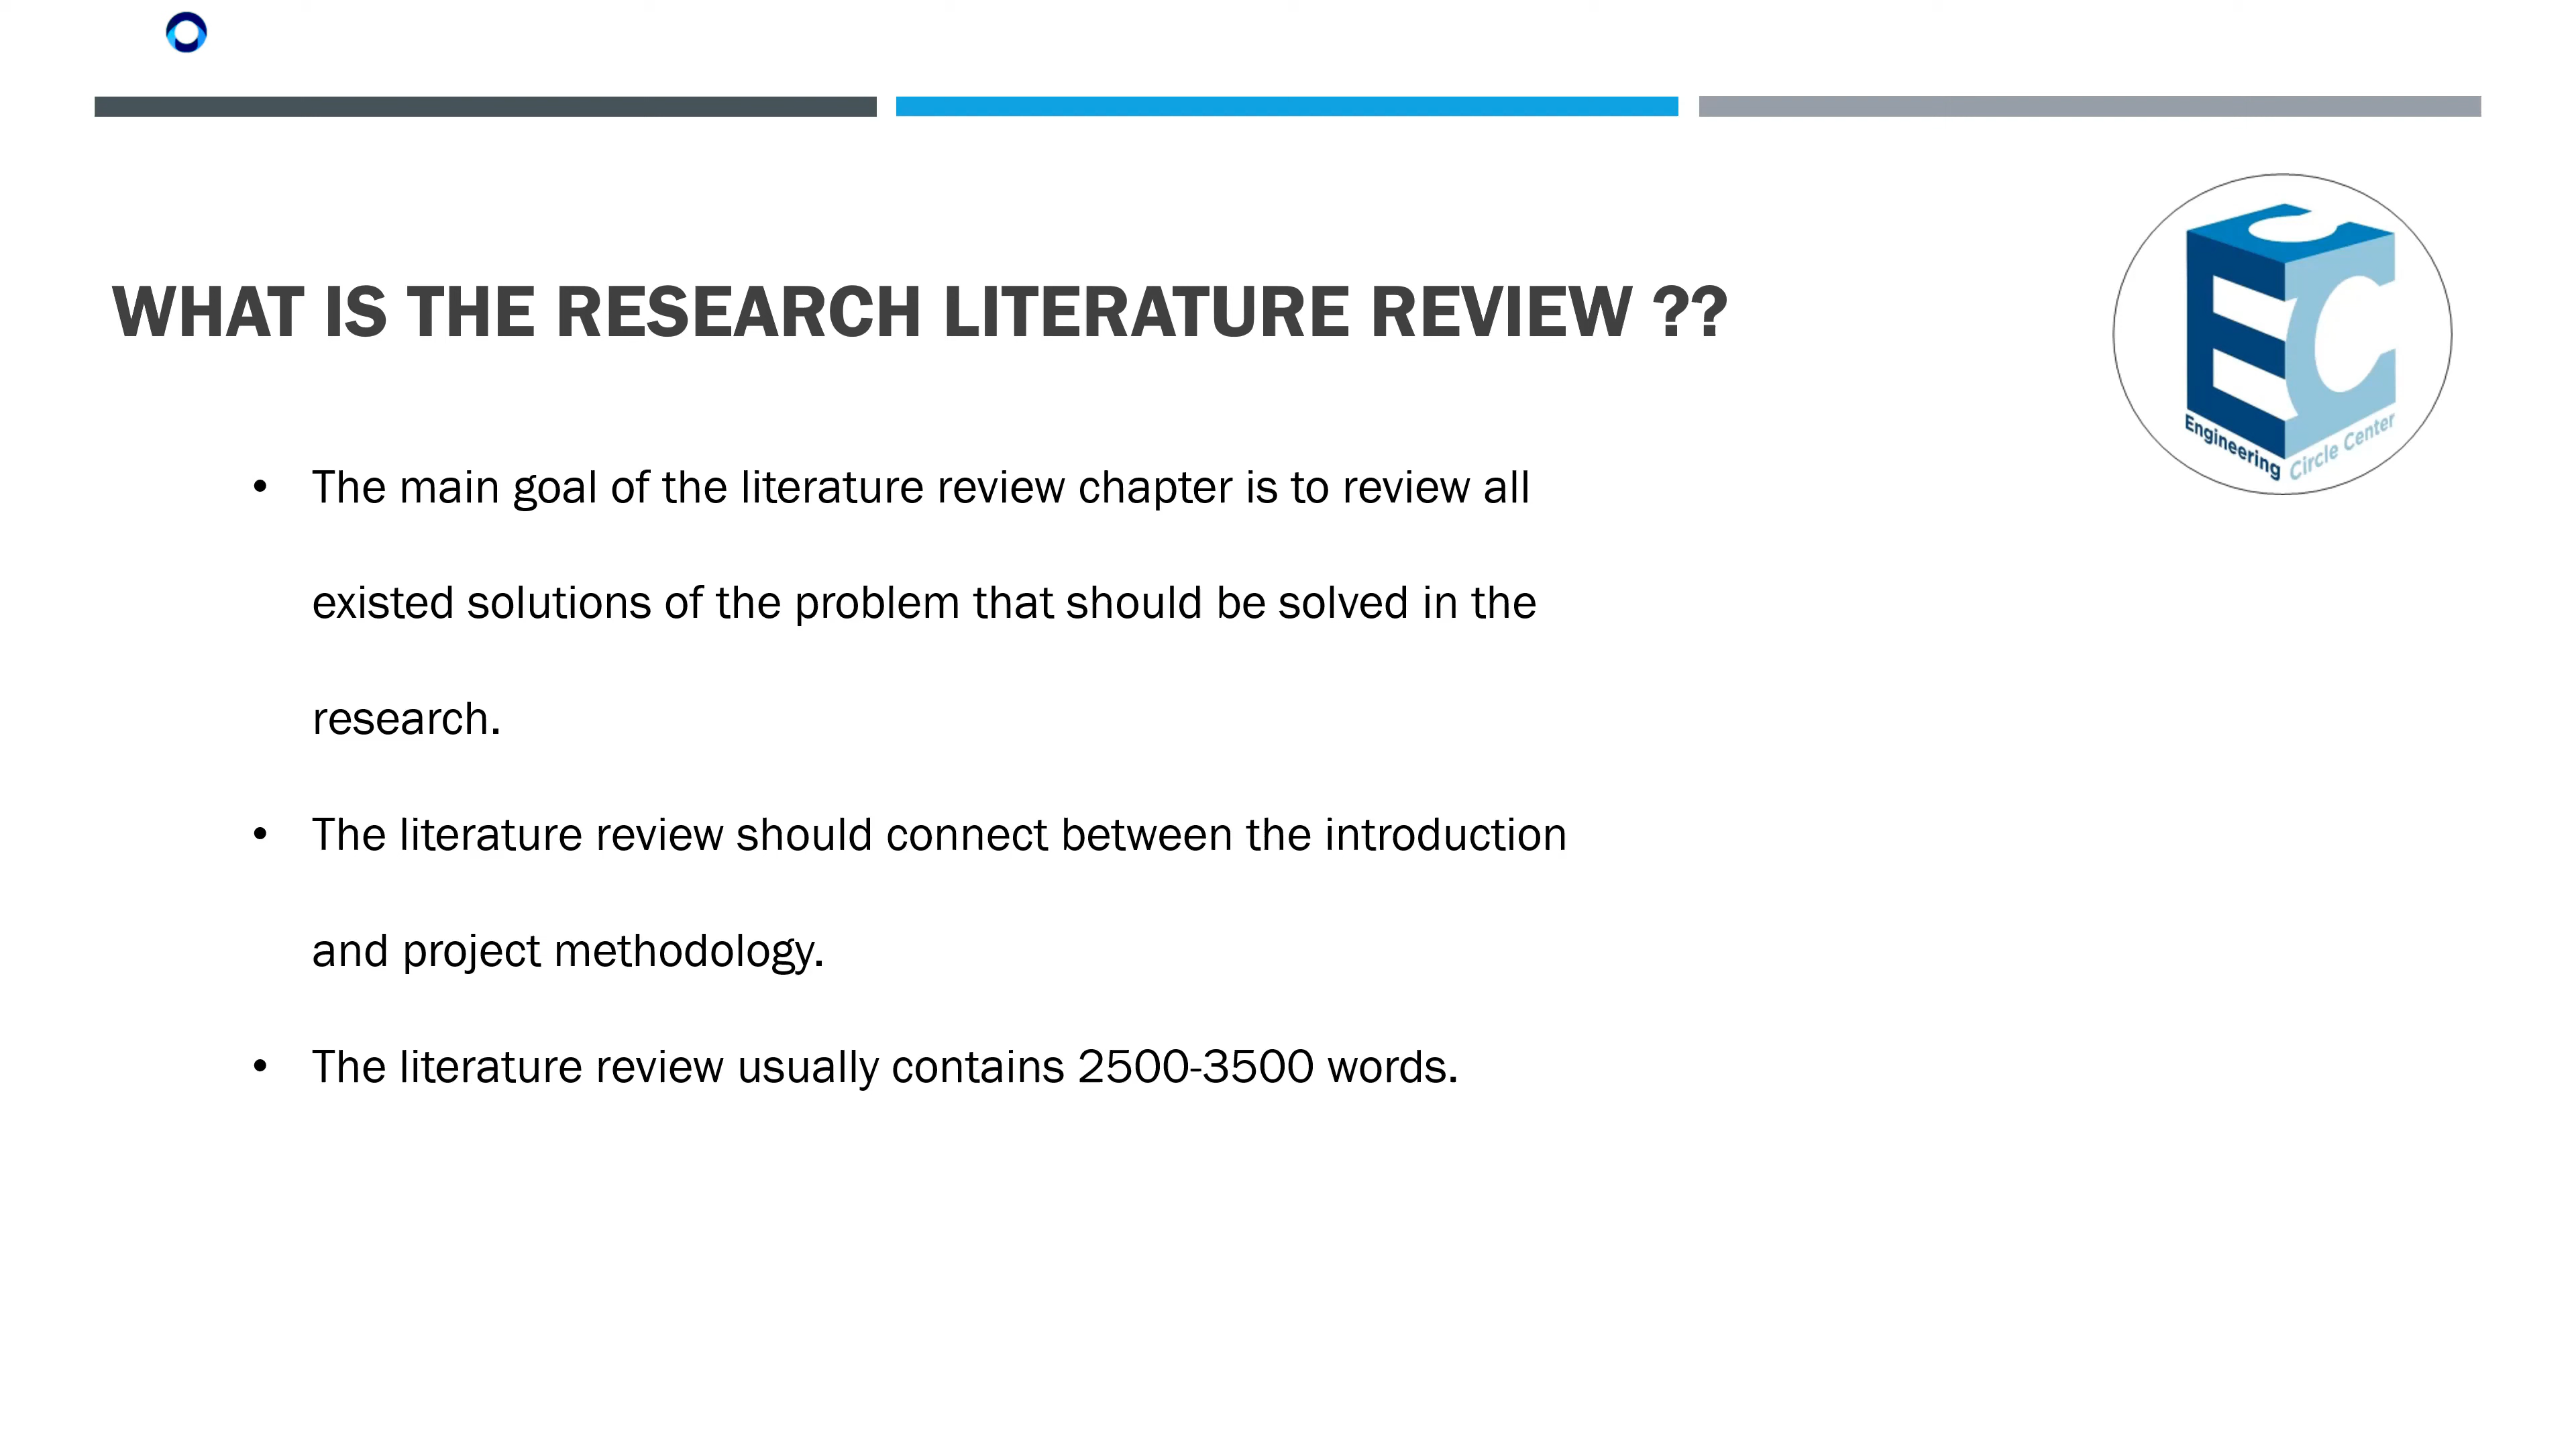 WHAT IS THE RESEARCH LITERATURE REVIEW ??
Engineering
Circle Center
• The main goal of the literature review chapter is to review all
existed solutions of the problem that should be solved in the
research.
• The literature review should connect between the introduction
and project methodology.
• The literature review usually contains 2500-3500 words.